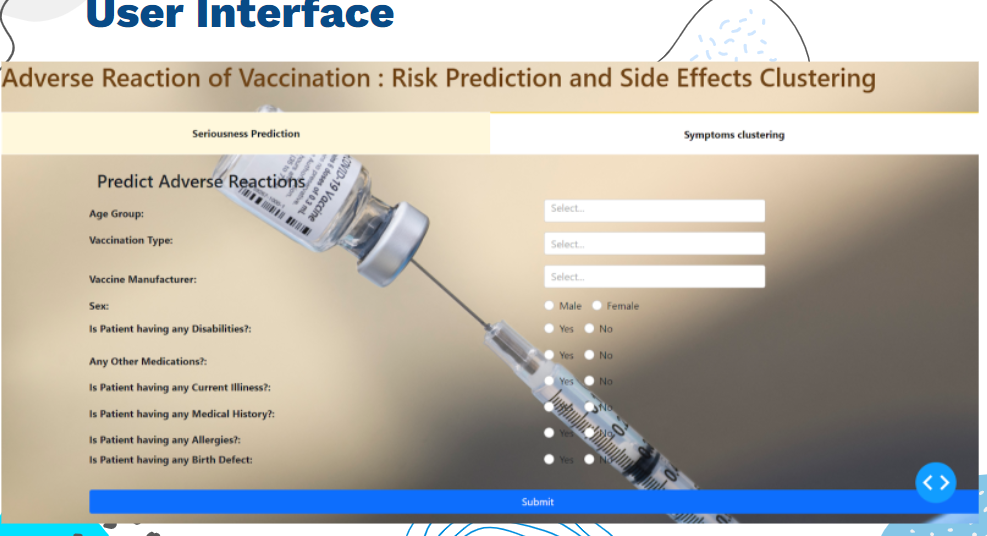 User Interface
Adverse Reaction of Vaccination : Risk Prediction and Side Effects Clustering
Seriousness Prediction Symptoms clustering
Predict Adverse Reactions
COVID-19 Vaccine
Age Group: Select...
Vaccination Type: Select...
Vaccine Manufacturer: Select...
Sex: Male Female
Is Patient having any Disabilities?: Yes No
Any Other Medications?: Yes No
Is Patient having any Current Illiness?: Yes No
Is Patient having any Medical History?: No
Is Patient having any Allergies?: Yes No
Is Patient having any Birth Defect: Yes No
Submit